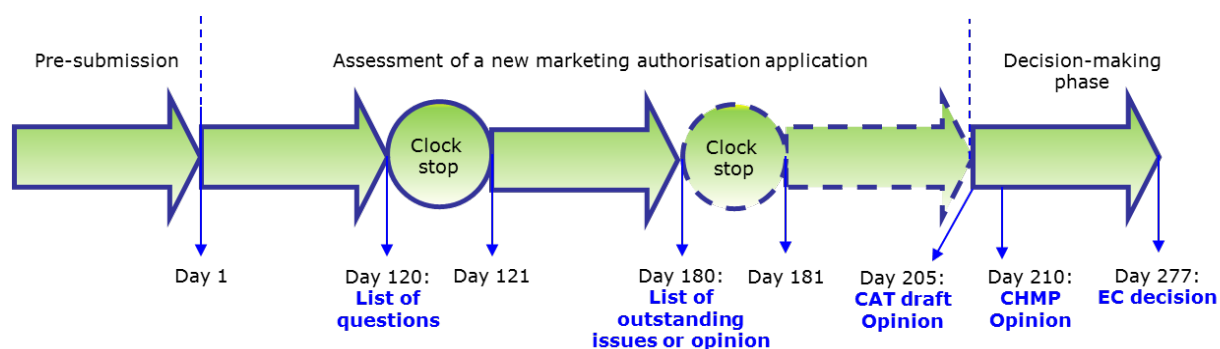 Pre-submission
Assessment of a new marketing authorisation application
Decision-making
phase
Clock
stop
Clock
stop
Day 1
Day 120:
List of
questions
Day 121
Day 180:
List of
outstanding
issues or opinion
Day 181
Day 205:
CAT draft
Opinion
Day 210:
CHMP
Opinion
Day 277:
EC decision